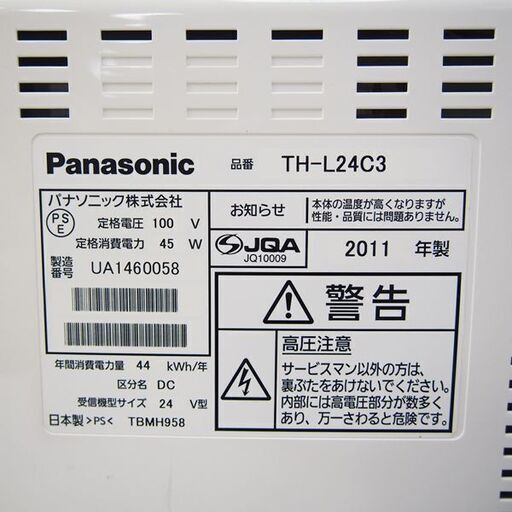 Panasonic 品番 TH-L24C3
パナソニック株式会社
PS
E
定格電圧 100 V
定格消費電力 45 W
製造
番号 UA1460058
お知らせ
本体の温度が高くなりますが
性能・品質には問題ありません。
JQA
JQ10009
2011 年製
警告
高圧注意
サービスマン以外の方は、
裏ぶたをあけないでください。
内部には高電圧部分が数多く
あり、万一さわると危険です。
年間消費電力量 44 kWh/年
区分名 DC
受信機型サイズ 24 V型
日本製 >PS< TBMH958